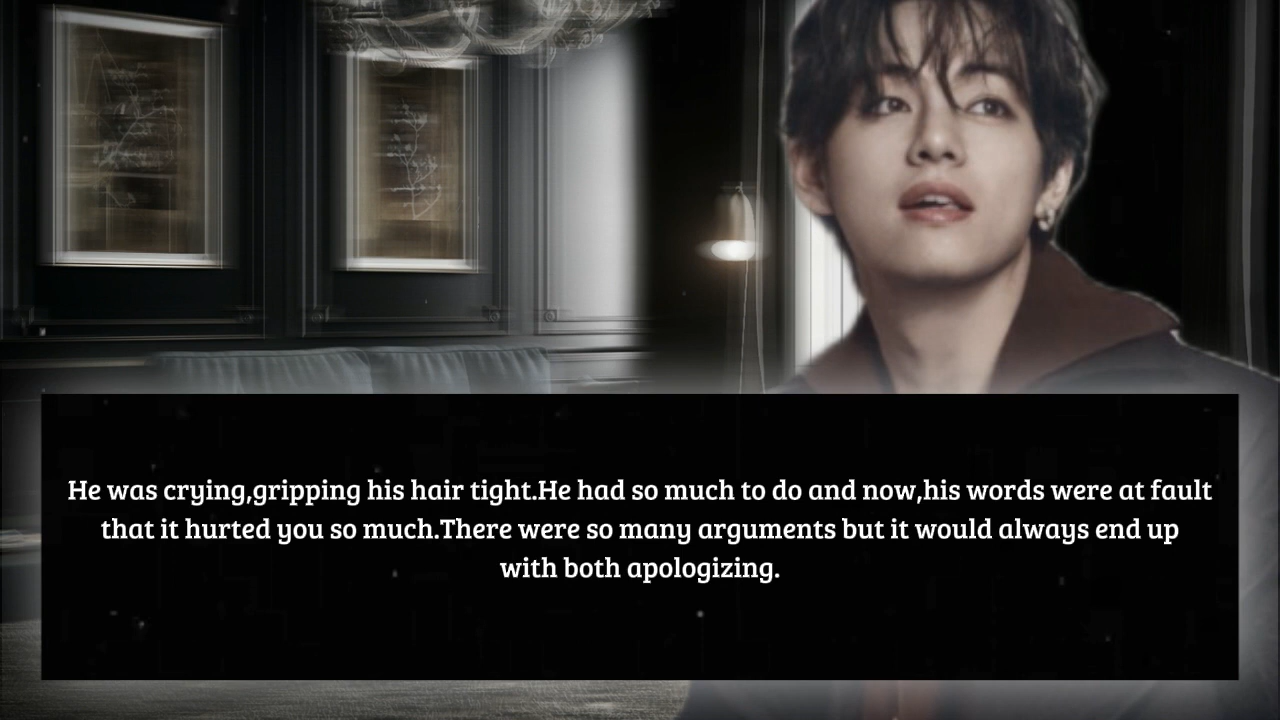 He was crying,gripping his hair tight.He had so much to do and now,his words were at fault
that it hurted you so much.There were so many arguments but it would always end up
with both apologizing.